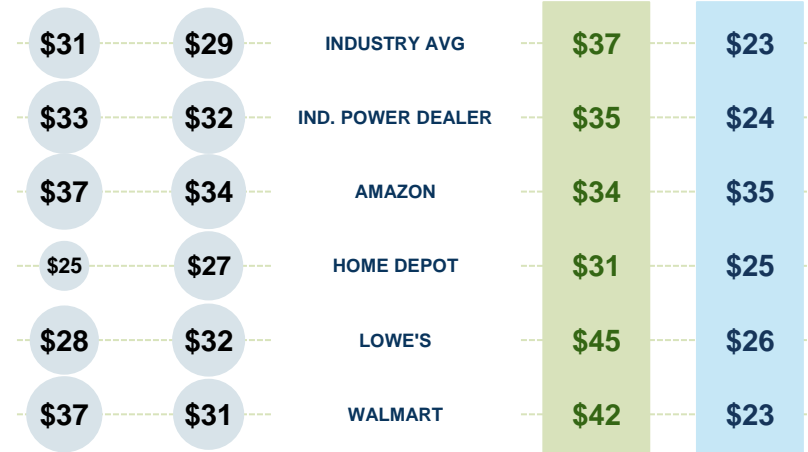 $31 $29 INDUSTRY AVG $37 $23
$33 $32 IND. POWER DEALER $35 $24
$37 $34 AMAZON $34 $35
$25 $27 HOME DEPOT $31 $25
$28 $32 LOWE'S $45 $26
$37 $31 WALMART $42 $23